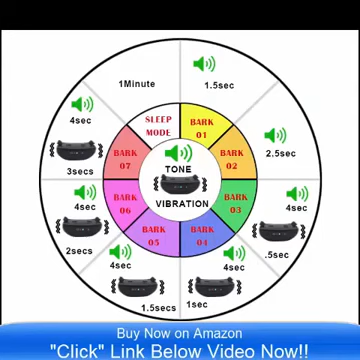 1Minute
1.5sec
4sec
SLEEP
MODE
BARK
01
2.5sec
BARK
07
TONE
BARK
02
3secs
4sec
BARK
06
VIBRATION
BARK
03
4sec
2secs
BARK
05
BARK
04
.5sec
4sec
4sec
1.5secs
1sec
Buy Now on Amazon
"Click" Link Below Video Now!!